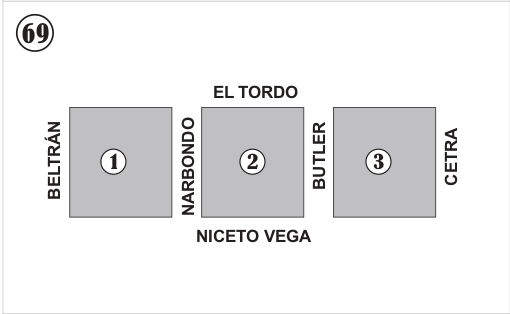 69
EL TORDO
BELTRÁN
1
NARBONDO
2
BUTLER
3
CETRA
NICETO VEGA